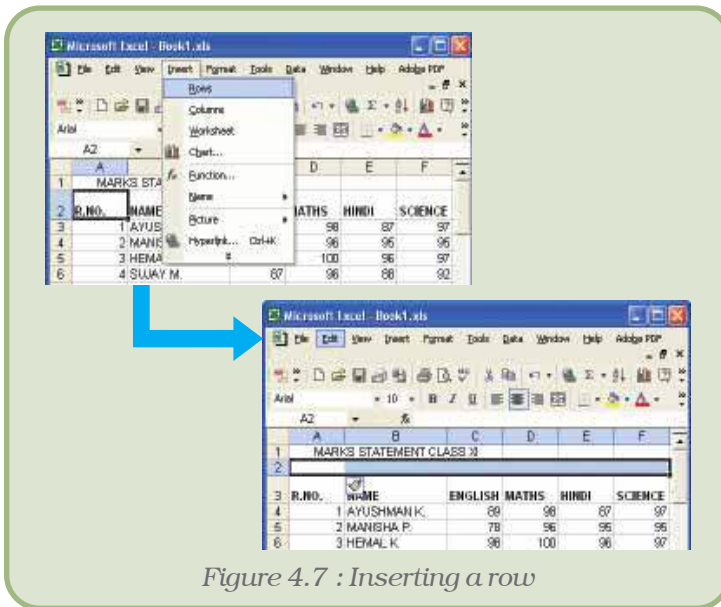 Microsoft Excel - Book1.xls
File Edit View Insert Format Tools Data Window Help Adobe PDF
Rows
Columns
Worksheet
Chart...
Function...
Name
Picture
Hyperlink... Ctrl+K
Arial
A2
A D E F
1 MARKS STA
2 R.NO. NAME MATHS HINDI SCIENCE
3 1 AYUS 98 87 97
4 2 MANIS 96 95 95
5 3 HEMA 100 96 97
6 4 SUJAY M. 87 96 88 92
Microsoft Excel - Book1.xls
File Edit View Insert Format Tools Data Window Help Adobe PDF
Arial 10 B I U
A2 fx
A B C D E F
1 MARKS STATEMENT CLASS XI
2
3 R.NO. NAME ENGLISH MATHS HINDI SCIENCE
4 1 AYUSHMAN K. 89 98 87 97
5 2 MANISHA P. 78 96 95 95
6 3 HEMAL K. 98 100 96 97
Figure 4.7 : Inserting a row